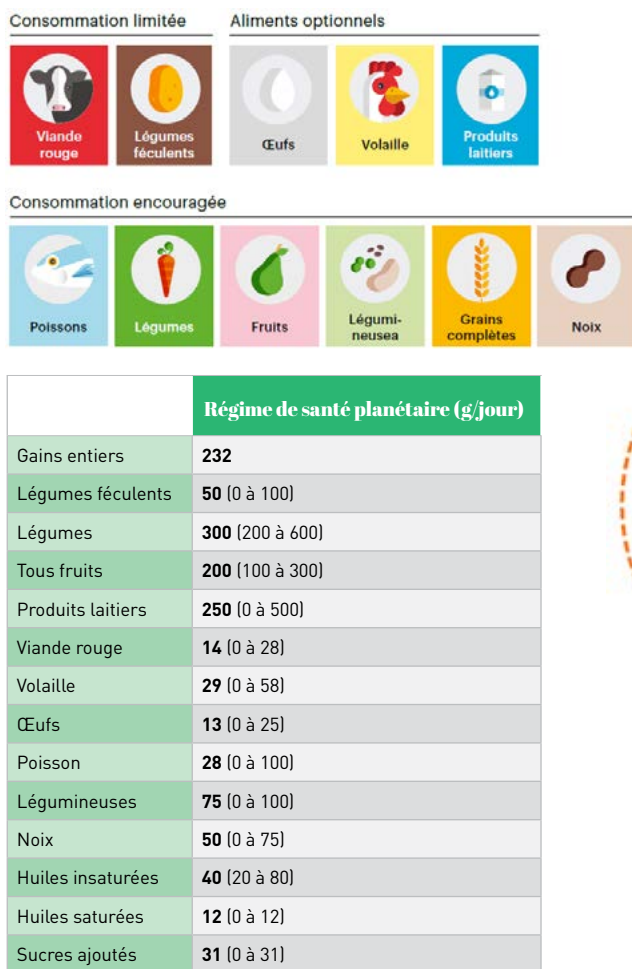 Consommation limitée
Aliments optionnels
Viande
rouge
Légumes
féculents
Œufs
Volaille
Produits
laitiers
Consommation encouragée
Poissons
Légumes
Fruits
Légumi-
neusea
Grains
complètes
Noix
Régime de santé planétaire (g/jour)
Gains entiers 232
Légumes féculents 50 (0 à 100)
Légumes 300 (200 à 600)
Tous fruits 200 (100 à 300)
Produits laitiers 250 (0 à 500)
Viande rouge 14 (0 à 28)
Volaille 29 (0 à 58)
Œufs 13 (0 à 25)
Poisson 28 (0 à 100)
Légumineuses 75 (0 à 100)
Noix 50 (0 à 75)
Huiles insaturées 40 (20 à 80)
Huiles saturées 12 (0 à 12)
Sucres ajoutés 31 (0 à 31)